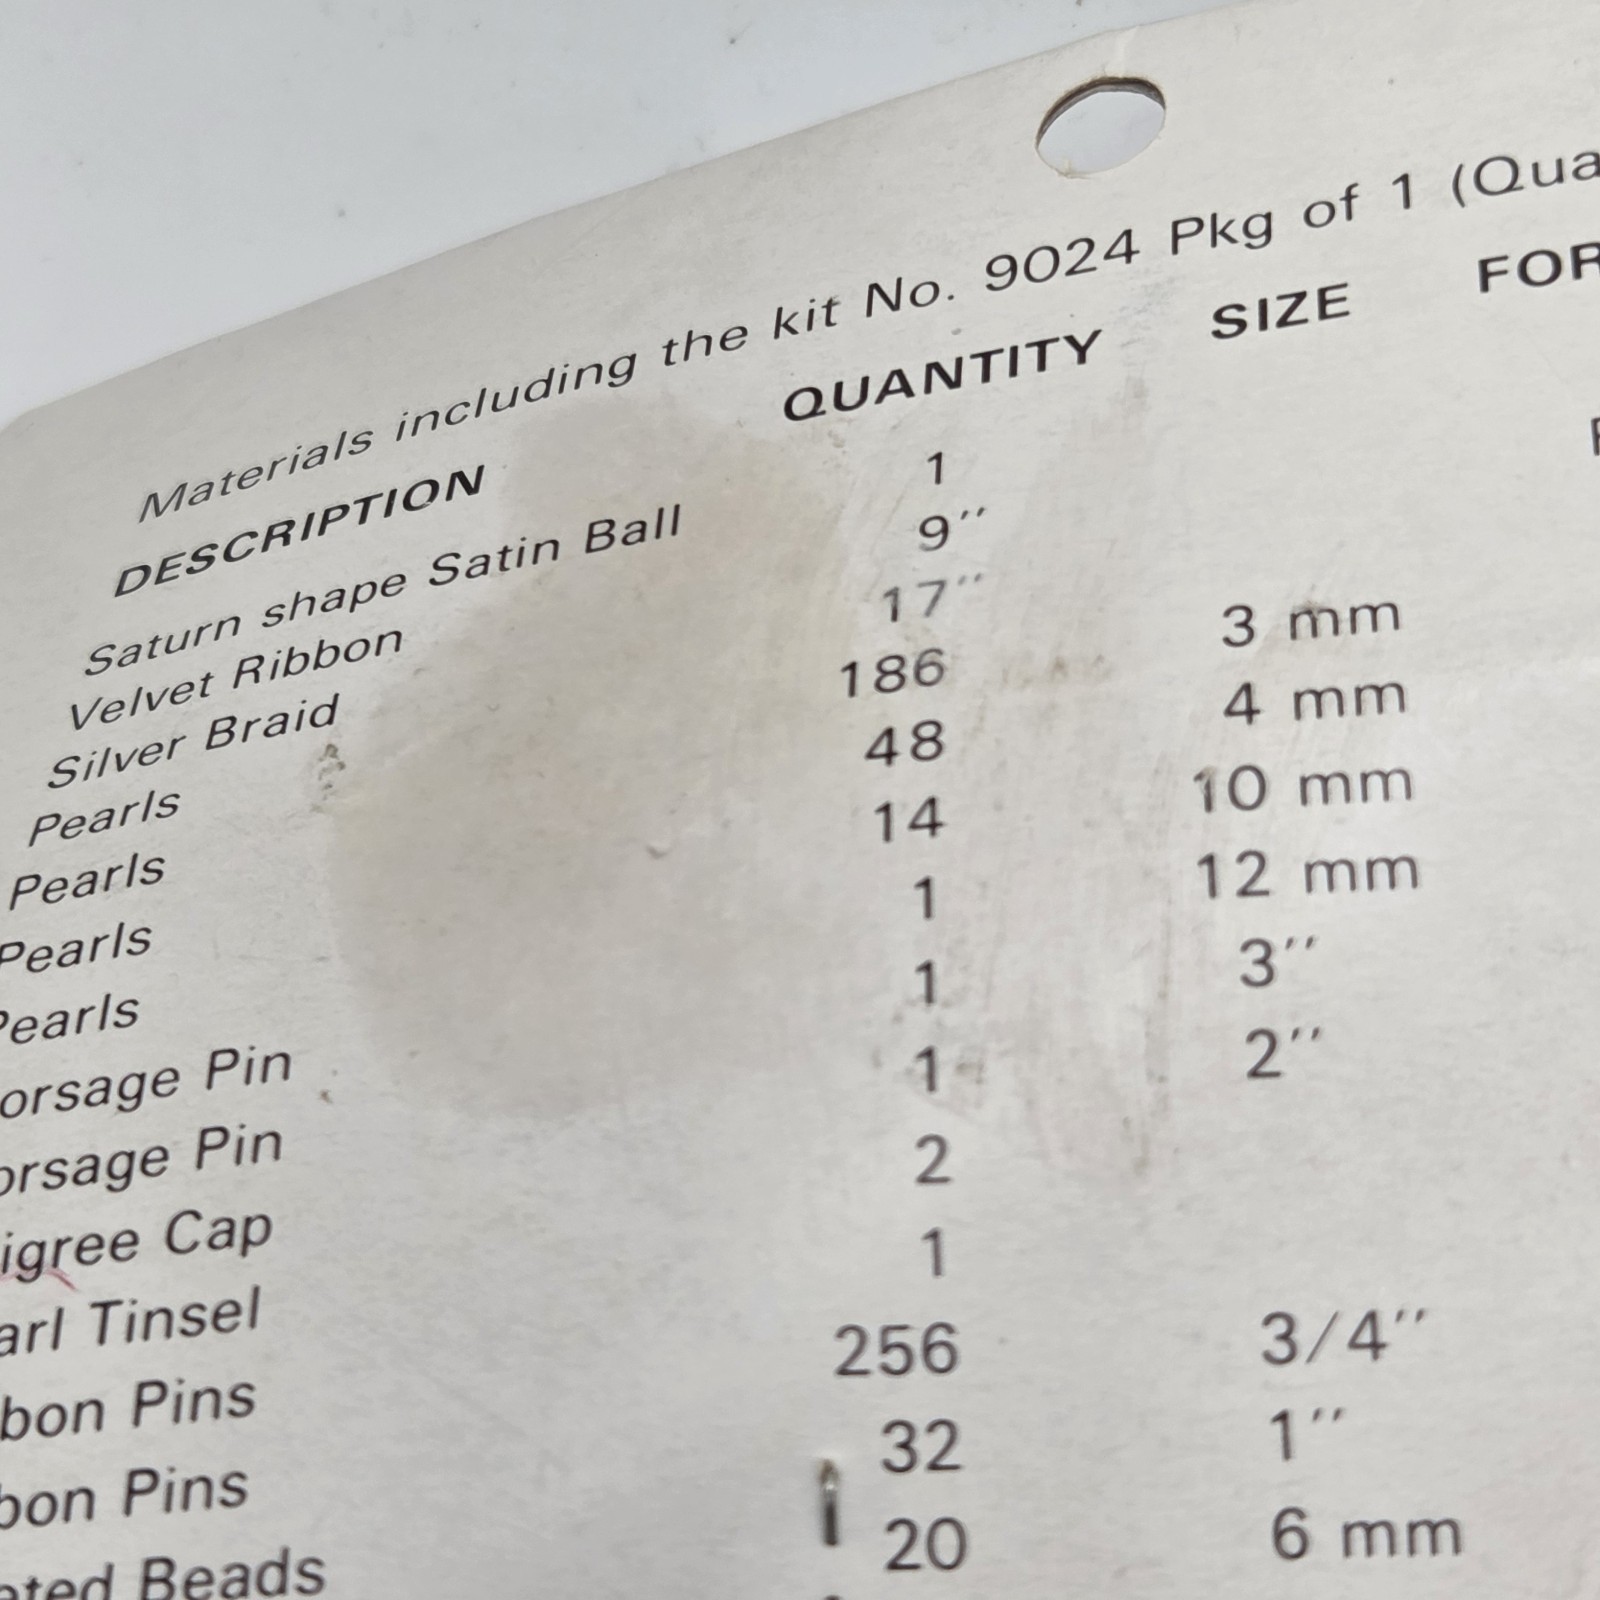 Materials including the kit No. 9024 Pkg of 1 (Qua
DESCRIPTION QUANTITY SIZE FOR
Saturn shape Satin Ball 1
Velvet Ribbon 9''
Silver Braid 17''
Pearls 186 3 mm
Pearls 48 4 mm
Pearls 14 10 mm
Pearls 1 12 mm
orsage Pin 1 3''
orsage Pin 1 2''
igree Cap 2
arl Tinsel 1
bon Pins 256 3/4''
bon Pins 32 1''
ated Beads 20 6 mm